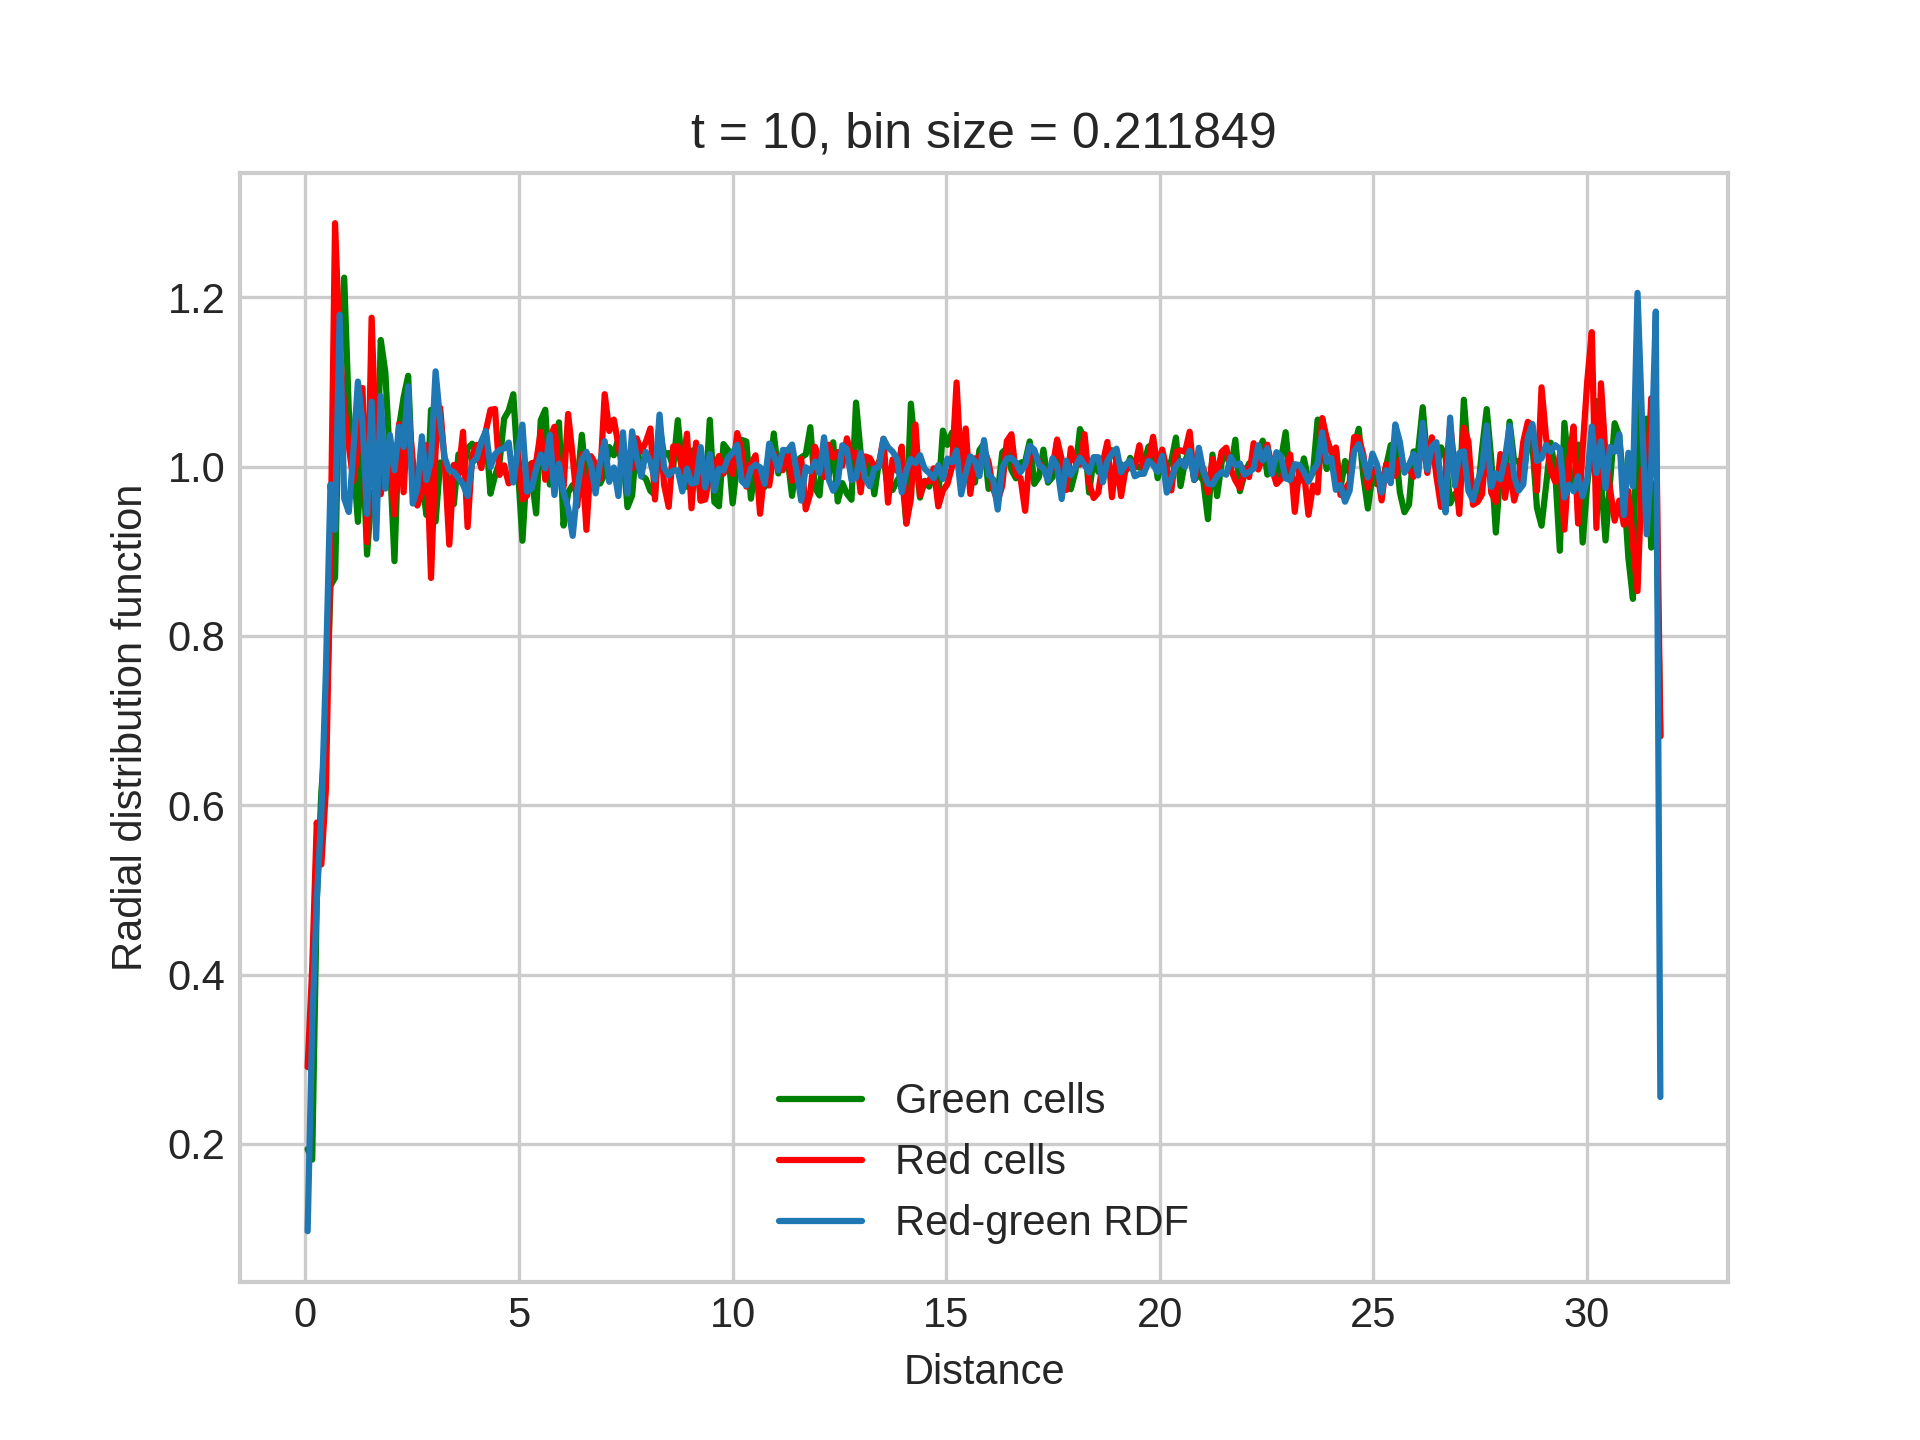 t = 10, bin size = 0.211849
Radial distribution function
1.2
1.0
0.8
0.6
0.4
0.2
Green cells
Red cells
Red-green RDF
0 5 10 15 20 25 30
Distance